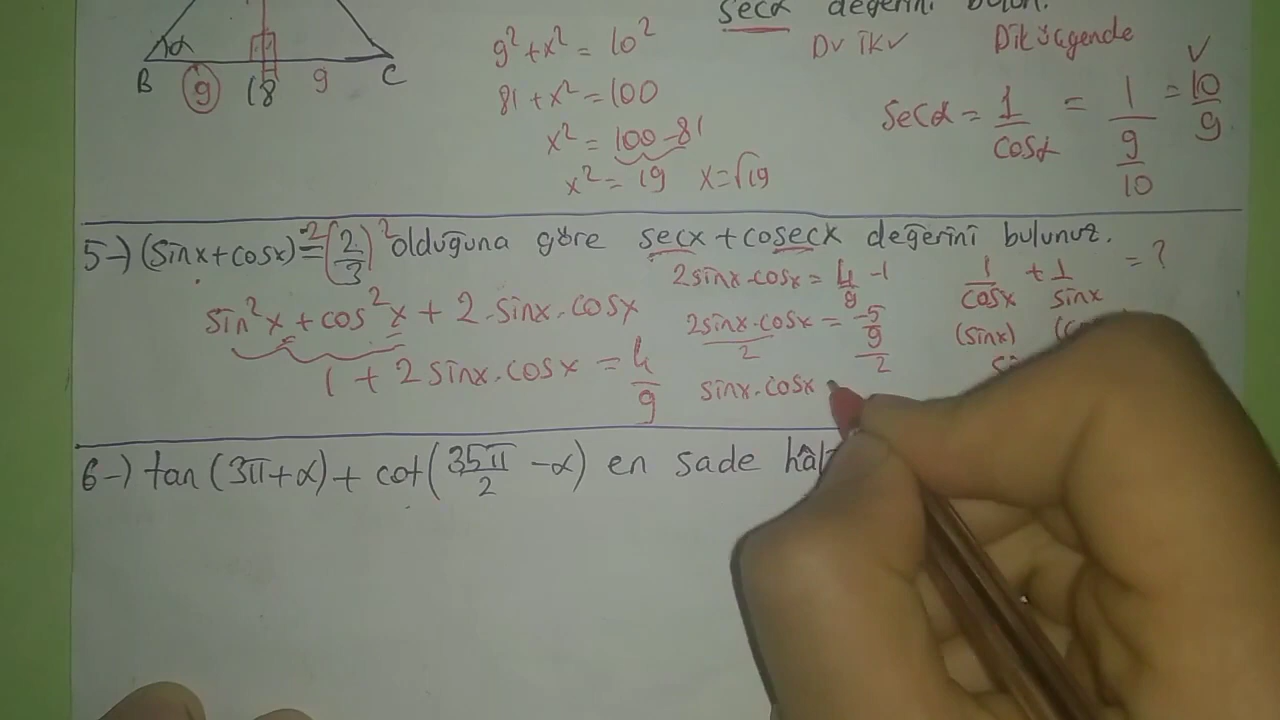 secα değerini bulun.
9² + x² = 10²
Dv İKv
Dik üçgende
α
B 9 18 9 C
81 + x² = 100
x² = 100 - 81
x² = 19 x = √19
secα = 1/cosα = 1/(9/10) = 10/9
5-) (sinx + cosx)² = (2/3)² olduğuna göre secx + cosecx değerini bulunuz.
sin²x + cos²x + 2·sinx·cosx
1 + 2sinx·cosx = 4/9
2sinx·cosx = 4/9 - 1
2sinx·cosx/2 = (-5/9)/2
sinx·cosx
1/cosx + 1/sinx = ?
(sinx)
6-) tan(3π+α) + cot(35π/2 - α) en sade